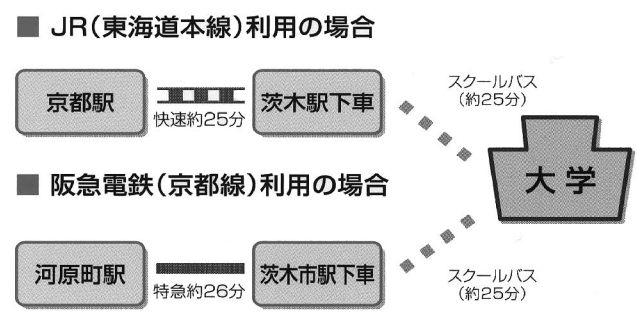 ■ JR(東海道本線)利用の場合
京都駅
快速約25分
茨木駅下車
スクールバス
(約25分)
大学
■ 阪急電鉄(京都線)利用の場合
河原町駅
特急約26分
茨木市駅下車
スクールバス
(約25分)